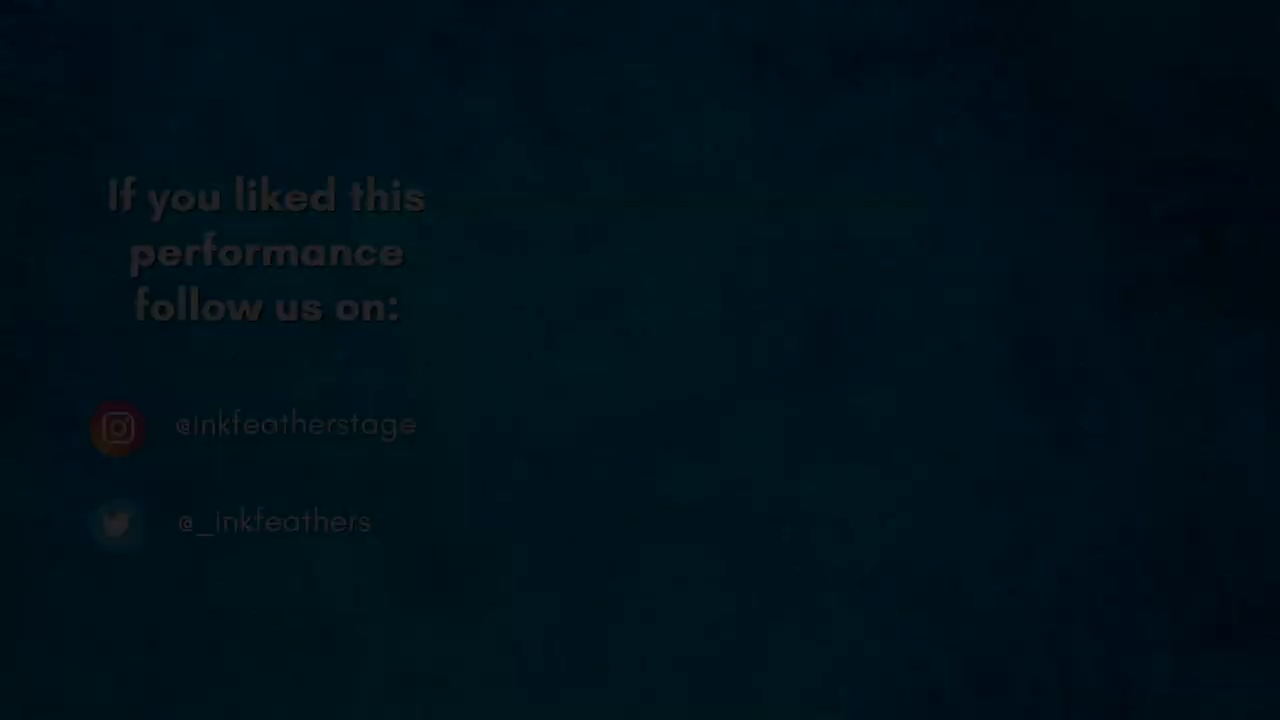 If you liked this
performance
follow us on:
@inkfeatherstage
@_inkfeathers